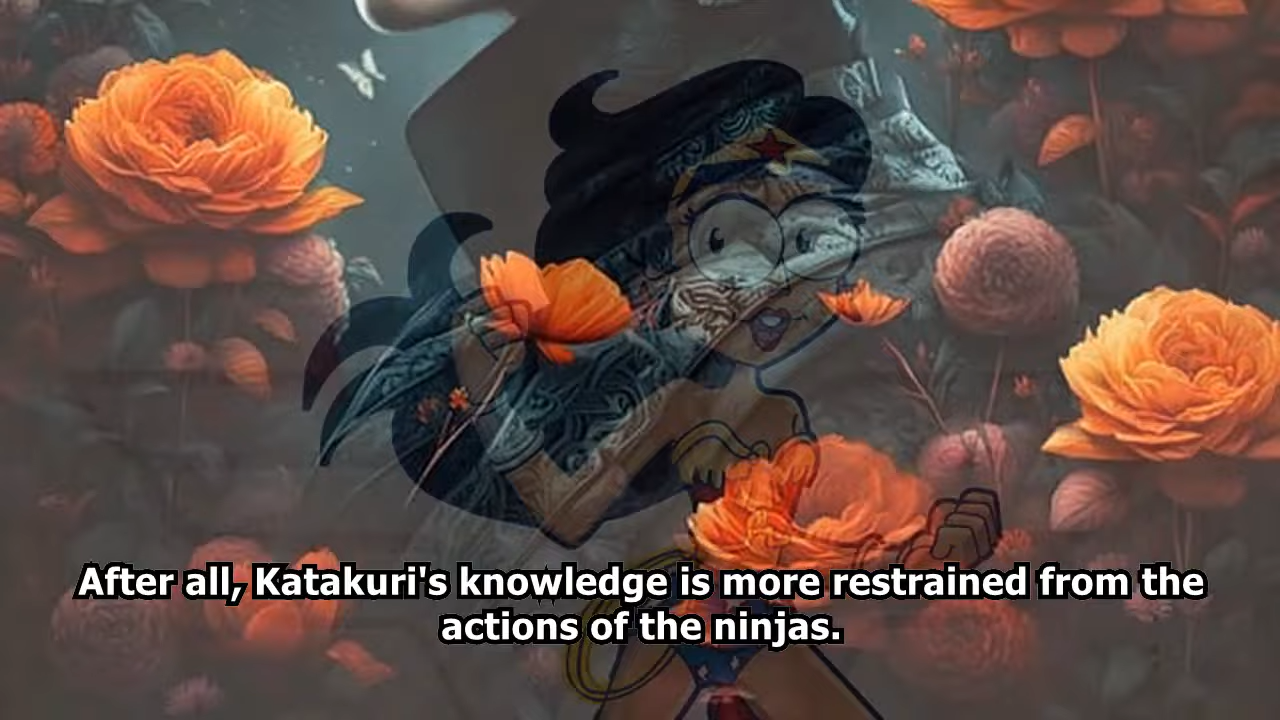 After all, Katakuri's knowledge is more restrained from the
actions of the ninjas.